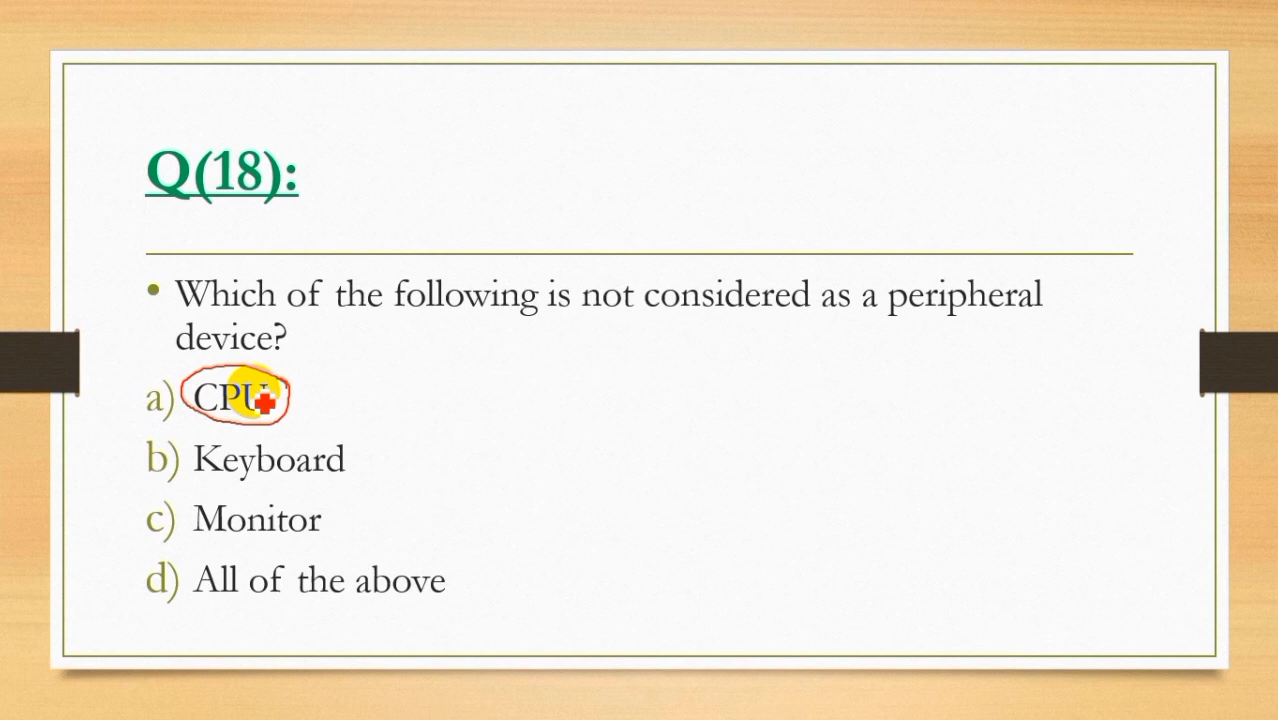 Q(18):
• Which of the following is not considered as a peripheral
device?
a) CPU
b) Keyboard
c) Monitor
d) All of the above